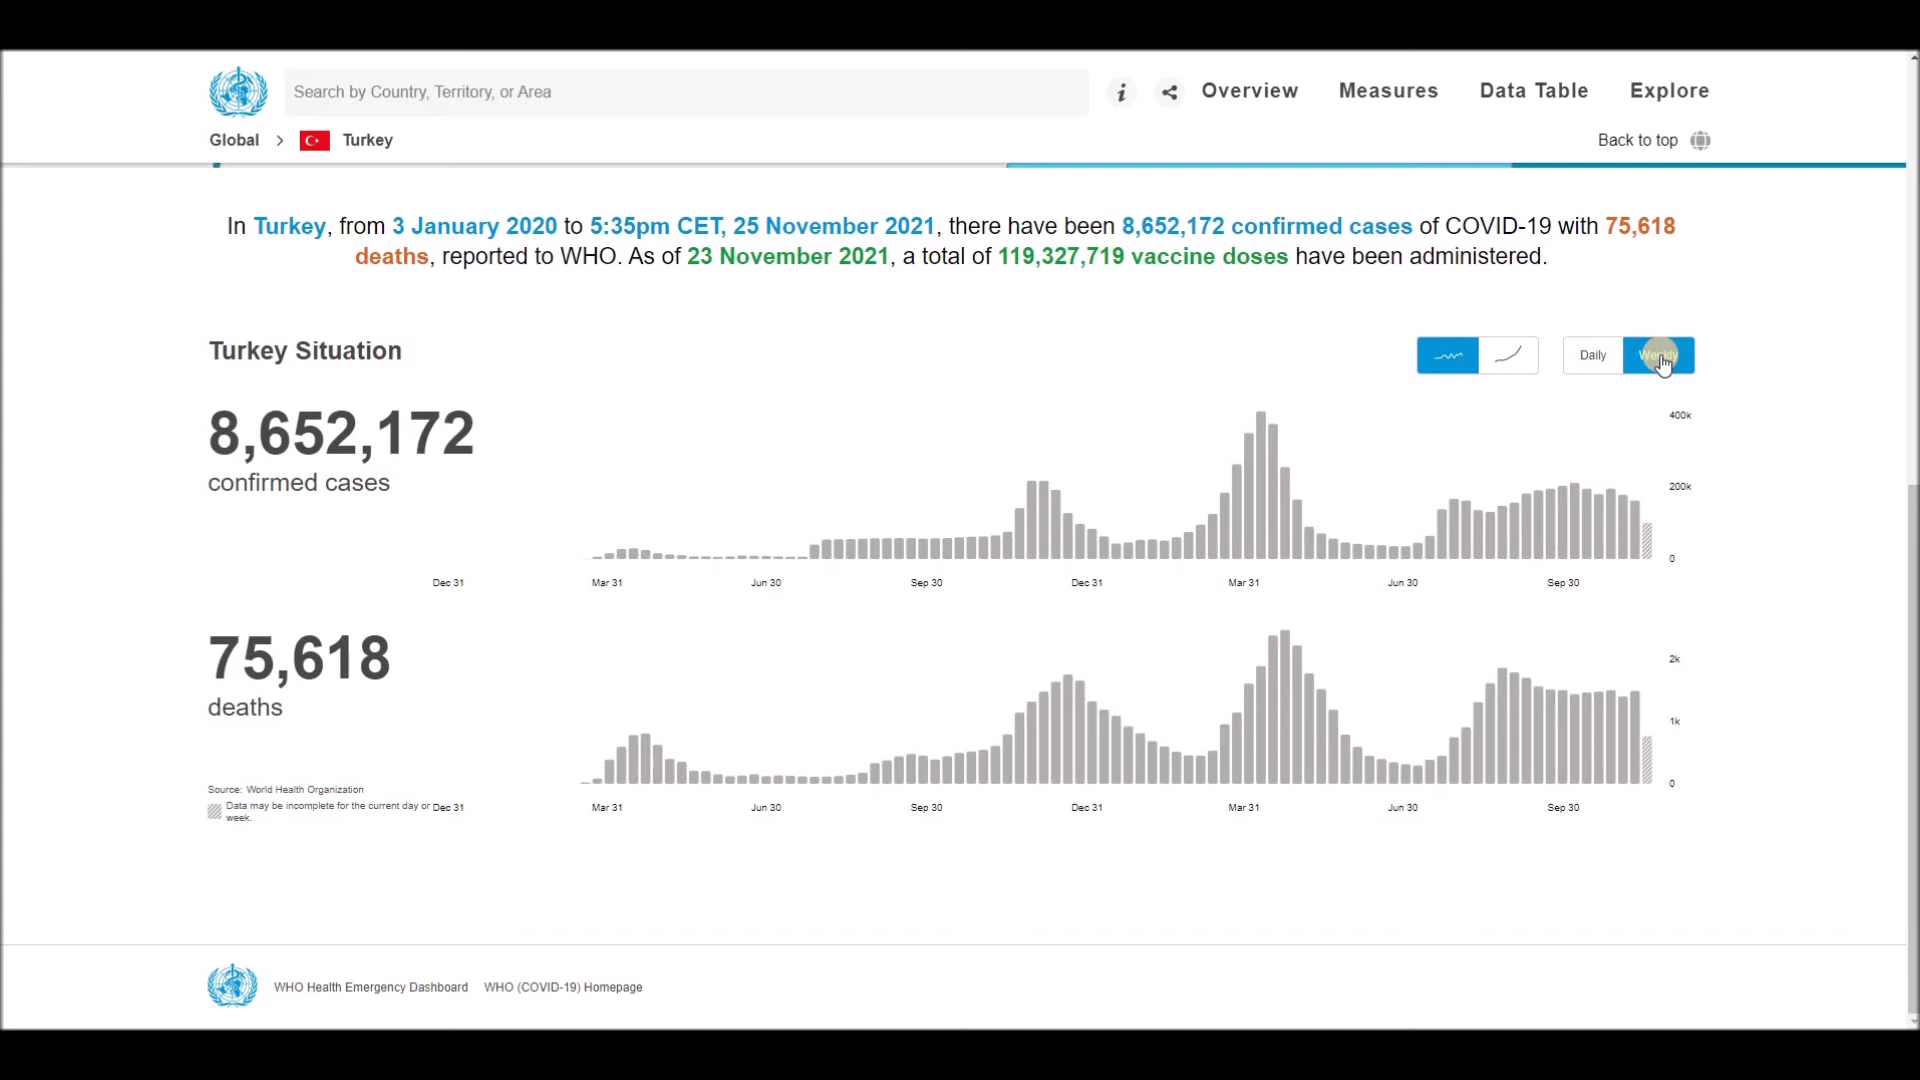 Search by Country, Territory, or Area
Overview
Measures
Data Table
Explore
Global > Turkey
Back to top
In Turkey, from 3 January 2020 to 5:35pm CET, 25 November 2021, there have been 8,652,172 confirmed cases of COVID-19 with 75,618
deaths, reported to WHO. As of 23 November 2021, a total of 119,327,719 vaccine doses have been administered.
Turkey Situation
Daily
Weekly
8,652,172
confirmed cases
400k
200k
0
Dec 31
Mar 31
Jun 30
Sep 30
Dec 31
Mar 31
Jun 30
Sep 30
75,618
deaths
2k
1k
0
Source: World Health Organization
Data may be incomplete for the current day or
week.
Dec 31
Mar 31
Jun 30
Sep 30
Dec 31
Mar 31
Jun 30
Sep 30
WHO Health Emergency Dashboard
WHO (COVID-19) Homepage